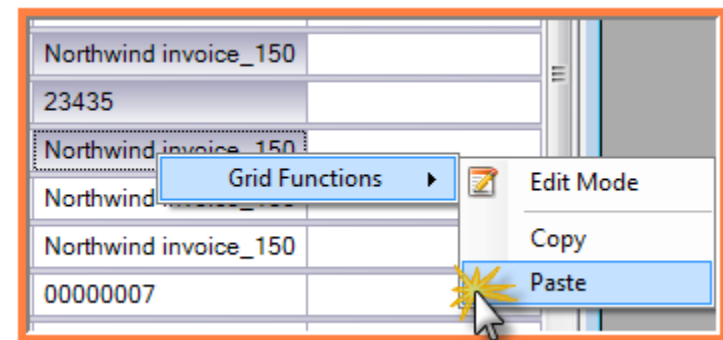 Northwind invoice_150
23435
Northwind invoice_150
Grid Functions
Edit Mode
Northwind
Copy
Northwind invoice_150
Paste
00000007